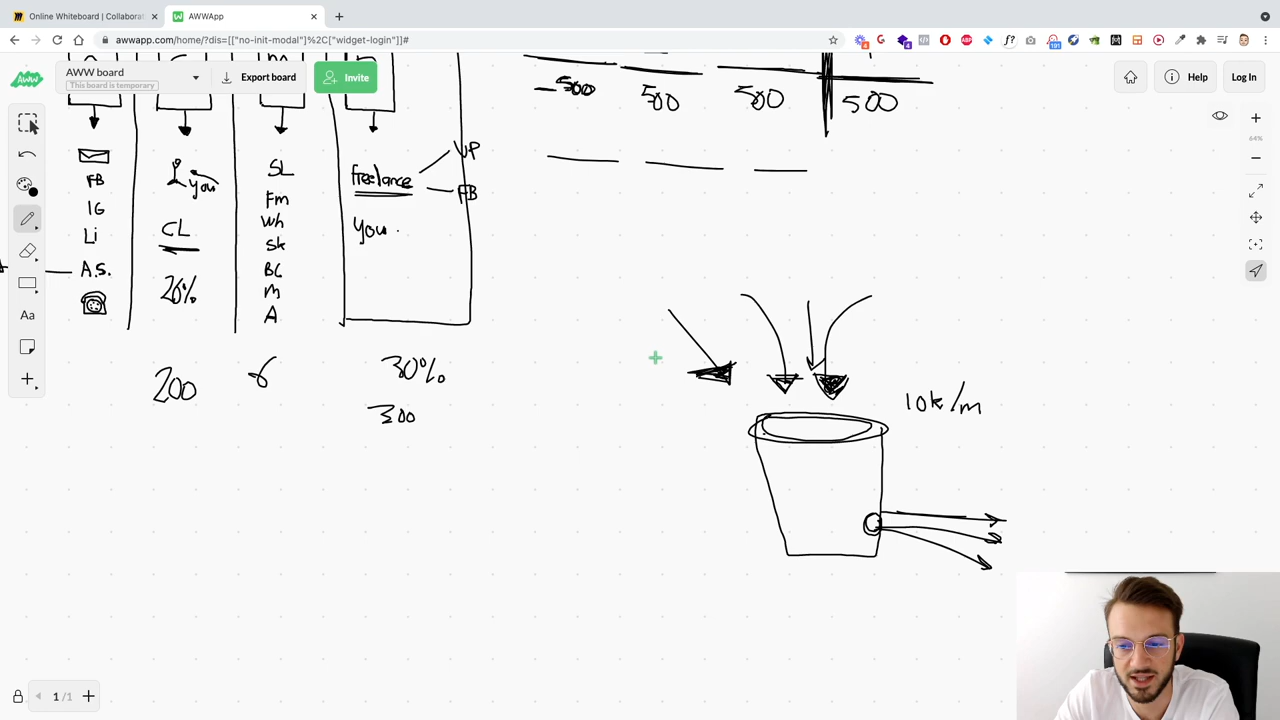 Online Whiteboard | Collaborat
AWWApp
awwapp.com/home/?dis=[["no-init-modal"]%2C["widget-login"]]#
AWW board
This board is temporary
Export board
Invite
Help
Log In
64%
500 500 500 500
FB
IG
Li
A.S.
you
CL
20%
SL
Fm
Wh
Sk
BC
M
A
freelance
UP
FB
you.
200
30%
300
10k/m
Aa
1 /1